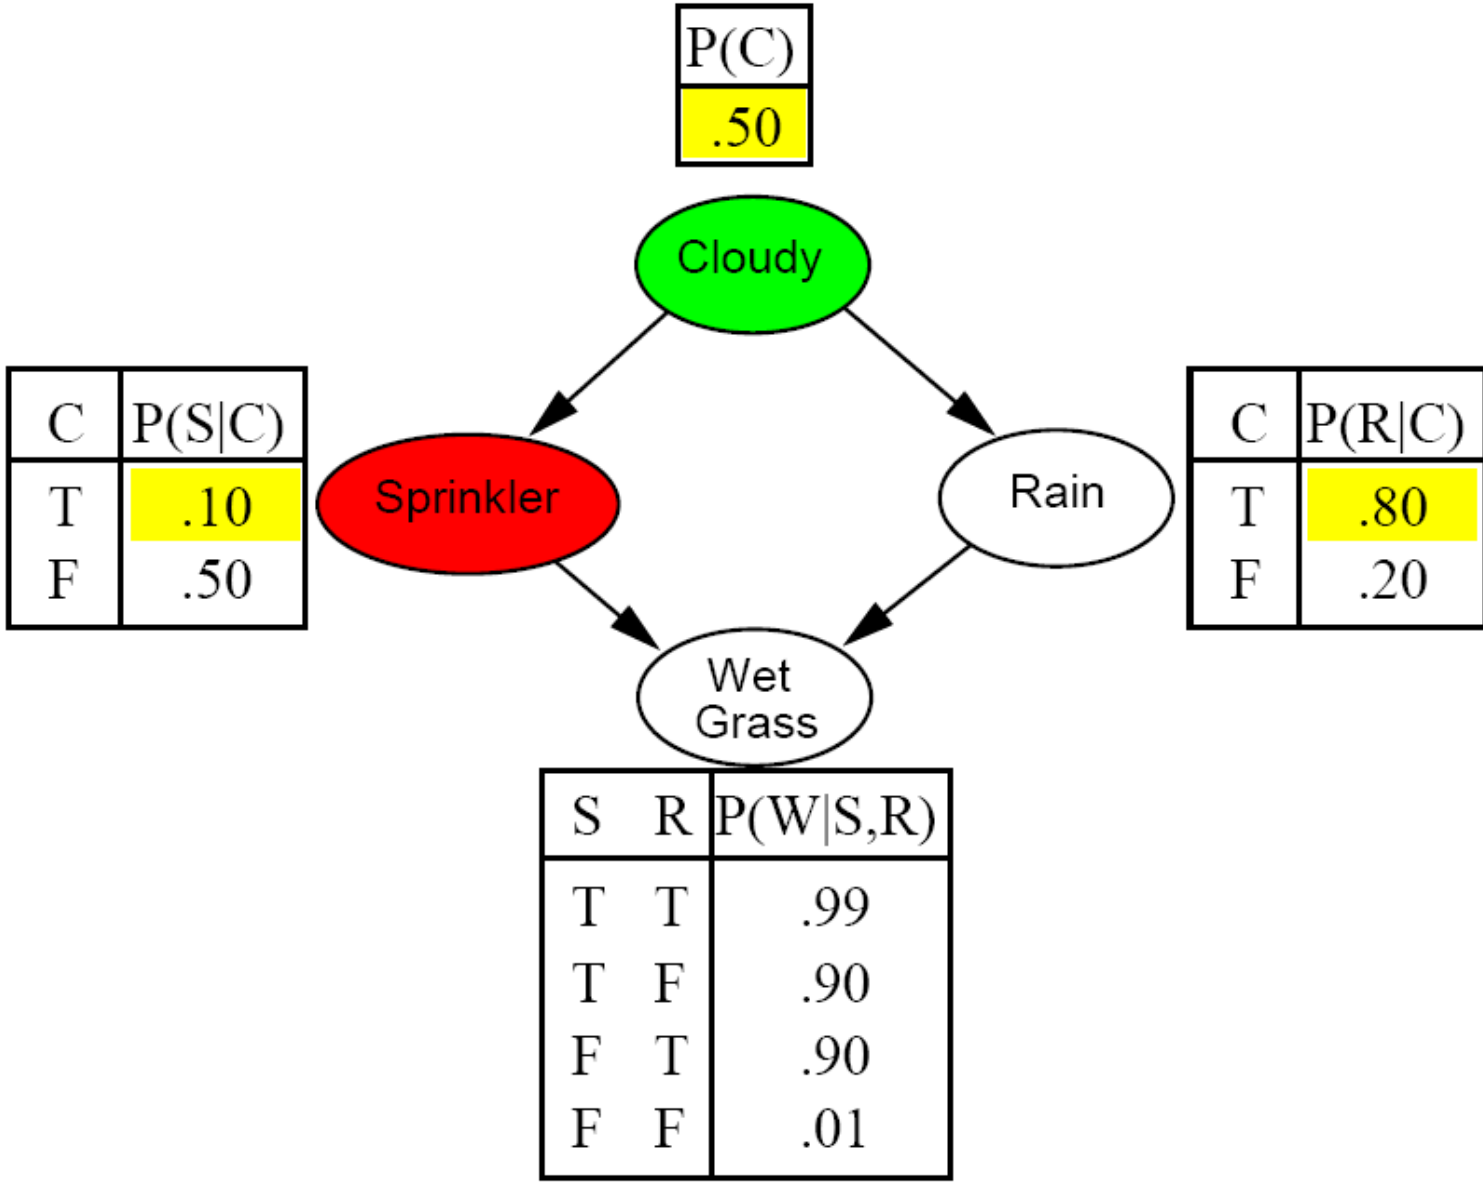 P(C)
.50
Cloudy
C P(S|C)
T .10
F .50
Sprinkler
Rain
C P(R|C)
T .80
F .20
Wet
Grass
S R P(W|S,R)
T T .99
T F .90
F T .90
F F .01